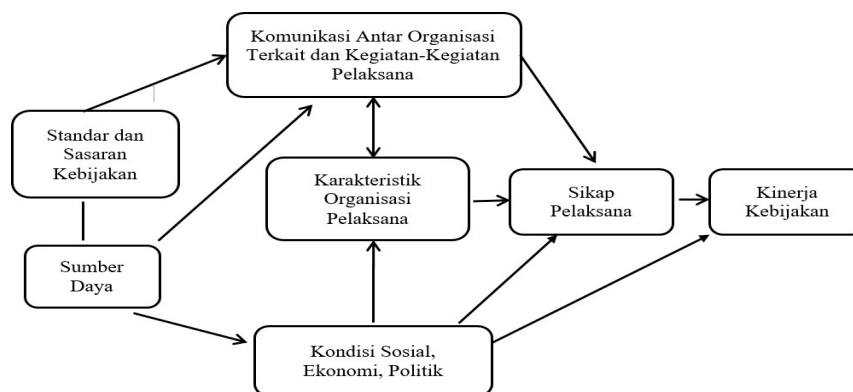 Komunikasi Antar Organisasi
Terkait dan Kegiatan-Kegiatan
Pelaksana
Standar dan
Sasaran
Kebijakan
Karakteristik
Organisasi
Pelaksana
Sikap
Pelaksana
Kinerja
Kebijakan
Sumber
Daya
Kondisi Sosial,
Ekonomi, Politik